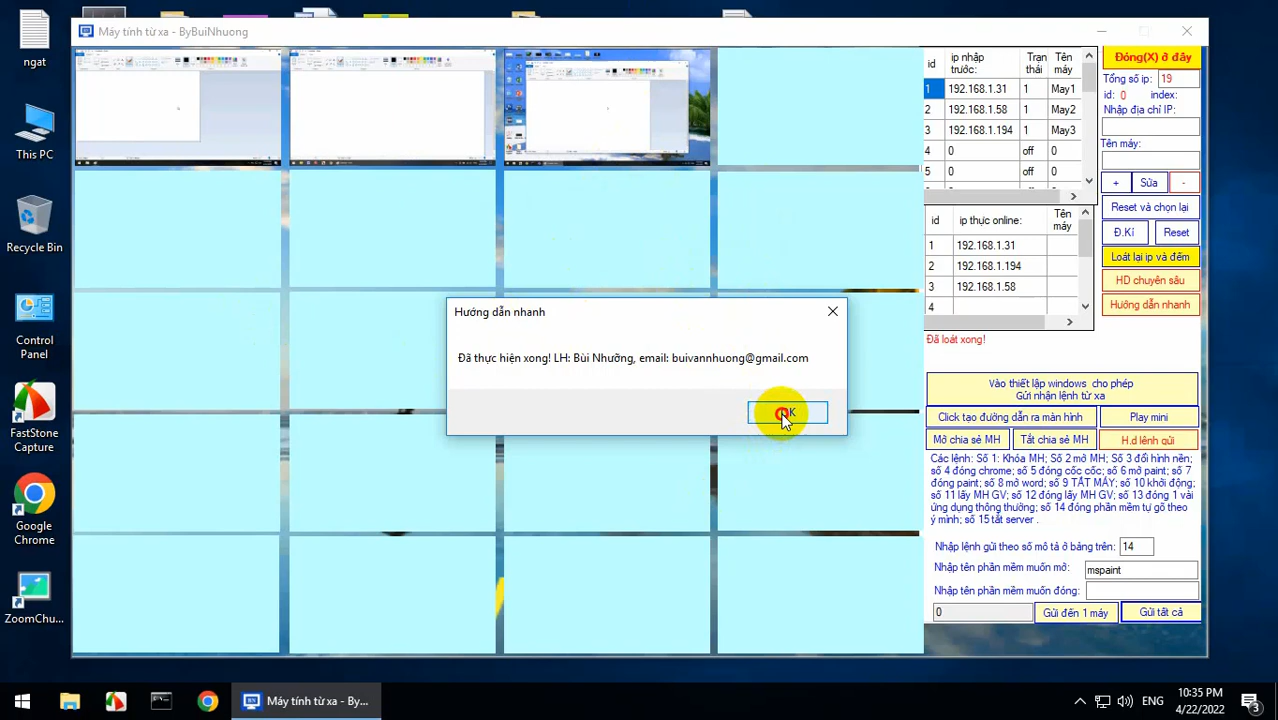 ngat
This PC
Recycle Bin
Control
Panel
FastStone
Capture
Google
Chrome
ZoomChu...
Máy tính từ xa - ByBuiNhuong
id
ip nhập
trước:
Trạn
thái
Tên
máy
1 192.168.1.31 1 May1
2 192.168.1.58 1 May2
3 192.168.1.194 1 May3
4 0 off 0
5 0 off 0
id
ip thực online:
Tên
máy
1 192.168.1.31
2 192.168.1.194
3 192.168.1.58
4
Đã loát xong!
Đóng(X) ở đây
Tổng số ip: 19
id: 0 index:
Nhập địa chỉ IP:
Tên máy:
+ Sửa -
Reset và chọn lại
Đ.Kí Reset
Loát lại ip và đếm
HD chuyên sâu
Hướng dẫn nhanh
Vào thiết lập windows cho phép
Gửi nhận lệnh từ xa
Click tạo đường dẫn ra màn hình Play mini
Mở chia sẻ MH Tắt chia sẻ MH H.d lệnh gửi
Các lệnh: Số 1: Khóa MH; Số 2 mở MH; Số 3 đổi hình nền;
số 4 đóng chrome; số 5 đóng cốc cốc; số 6 mở paint; số 7
đóng paint; số 8 mở word; số 9 TẮT MÁY; số 10 khởi động;
số 11 lấy MH GV; số 12 đóng lấy MH GV; số 13 đóng 1 vài
ứng dụng thông thường; số 14 đóng phần mềm tự gõ theo
ý mình; số 15 tắt server .
Nhập lệnh gửi theo số mô tả ở bảng trên: 14
Nhập tên phần mềm muốn mở: mspaint
Nhập tên phần mềm muốn đóng:
0 Gửi đến 1 máy Gửi tất cả
Hướng dẫn nhanh
Đã thực hiện xong! LH: Bùi Nhưỡng, email: buivannhuong@gmail.com
OK
Máy tính từ xa - By...
ENG
10:35 PM
4/22/2022
3